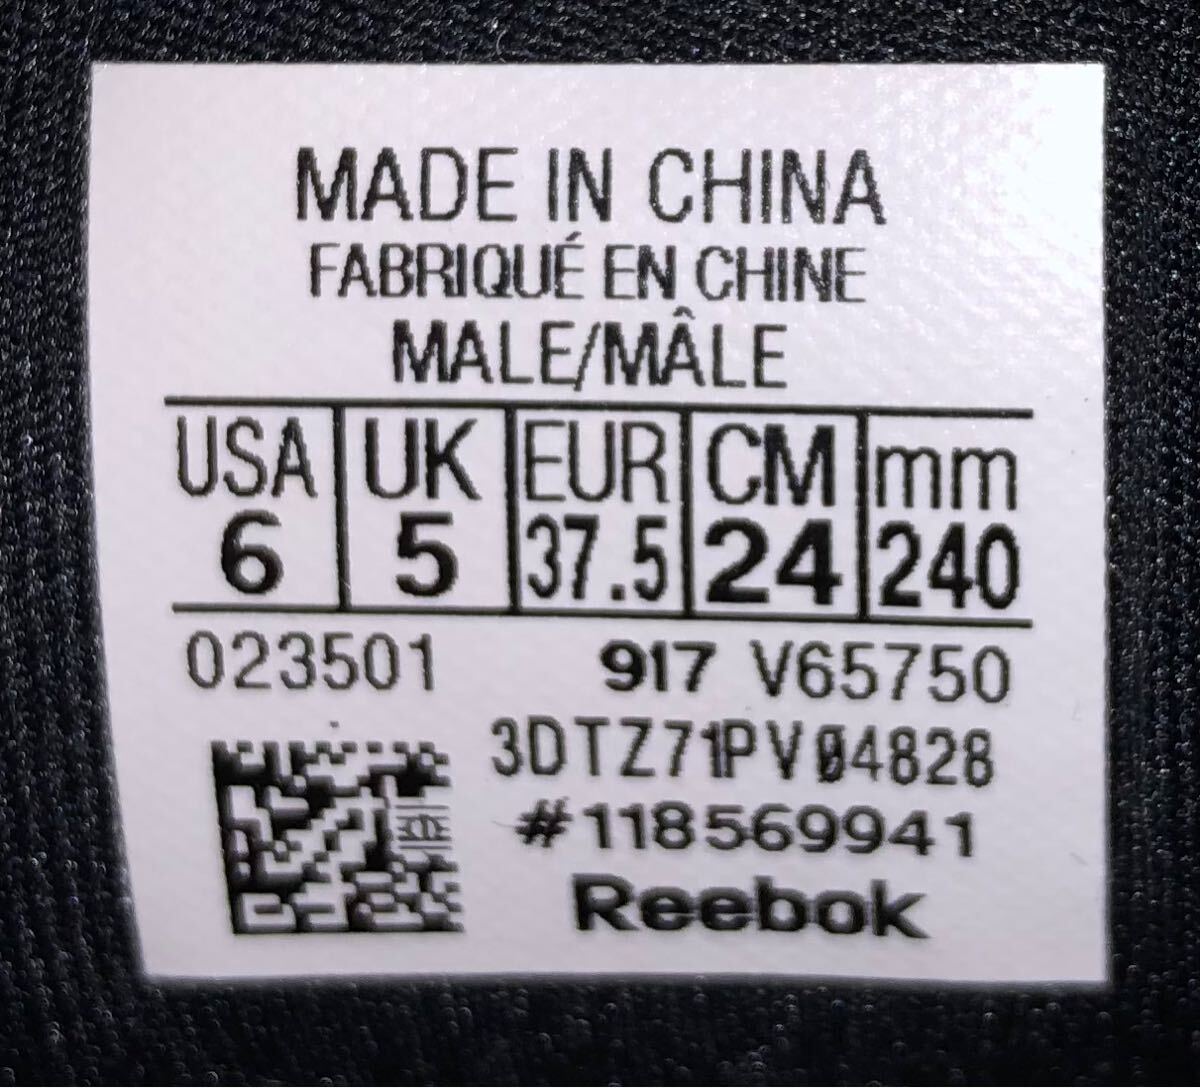 MADE IN CHINA
FABRIQUÉ EN CHINE
MALE/MÂLE
USA UK EUR CM mm
6 5 37.5 24 240
023501 917 V65750
3DTZ71PV04828
#118569941
Reebok